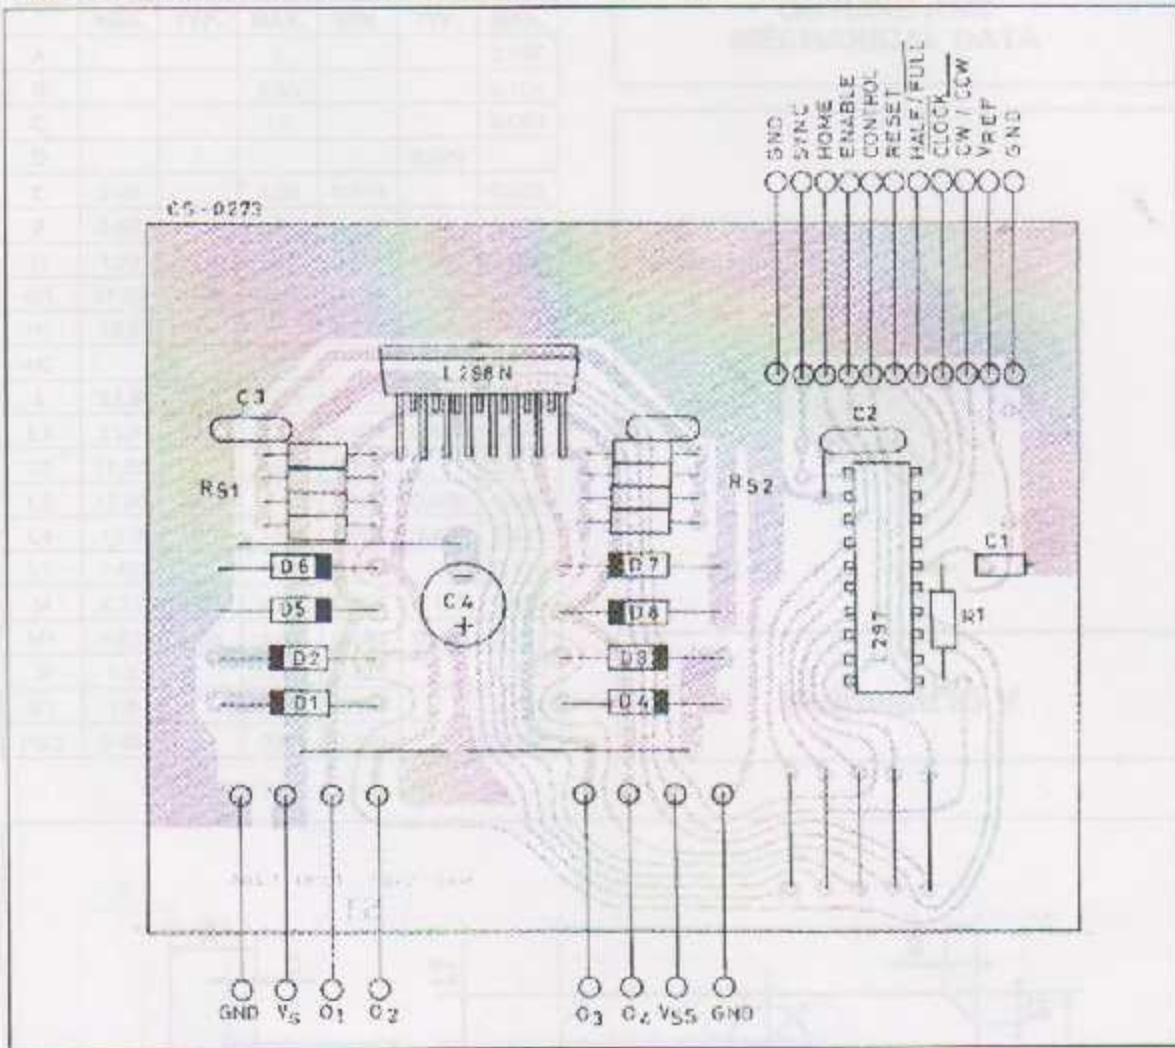 GND
SYNC
HOME
ENABLE
CONTROL
RESET
HALF / FULL
CLOCK
CW / CCW
VREF
GND
CS-0273
L298N
C3
C2
RS1
RS2
C1
D6
D7
C4
D5
D8
L297
R1
D2
D3
D1
D4
GND VS O1 O2
O3 O4 VSS GND